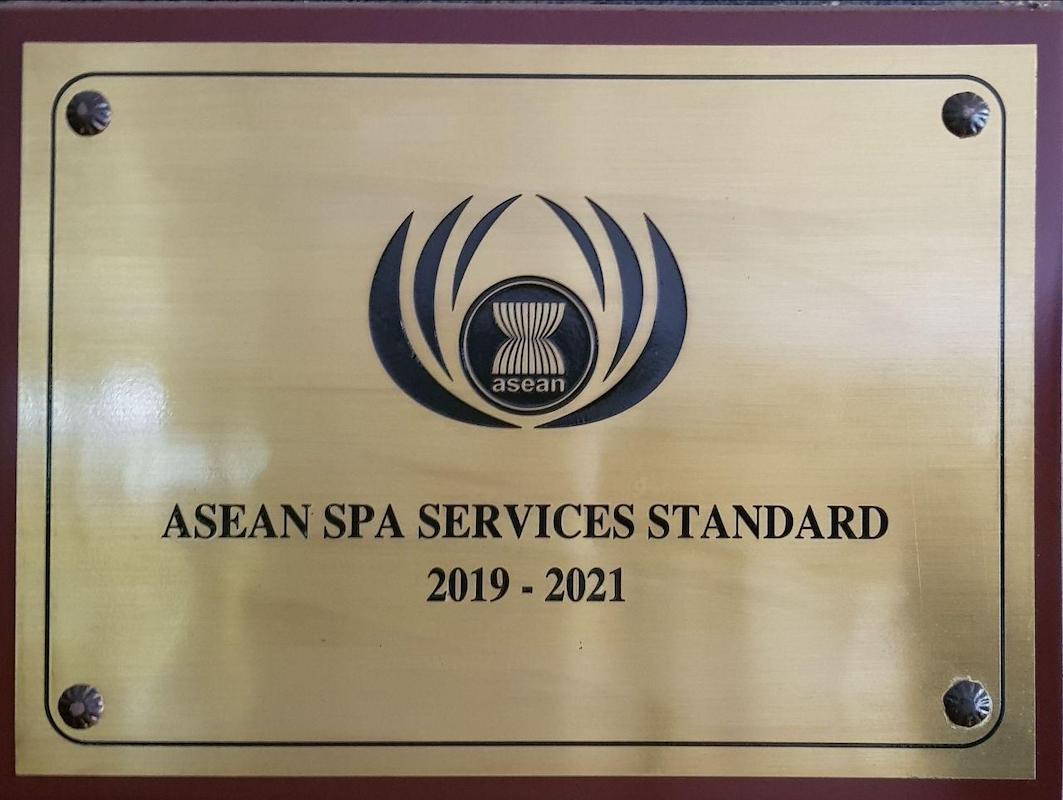 asean
ASEAN SPA SERVICES STANDARD
2019 - 2021